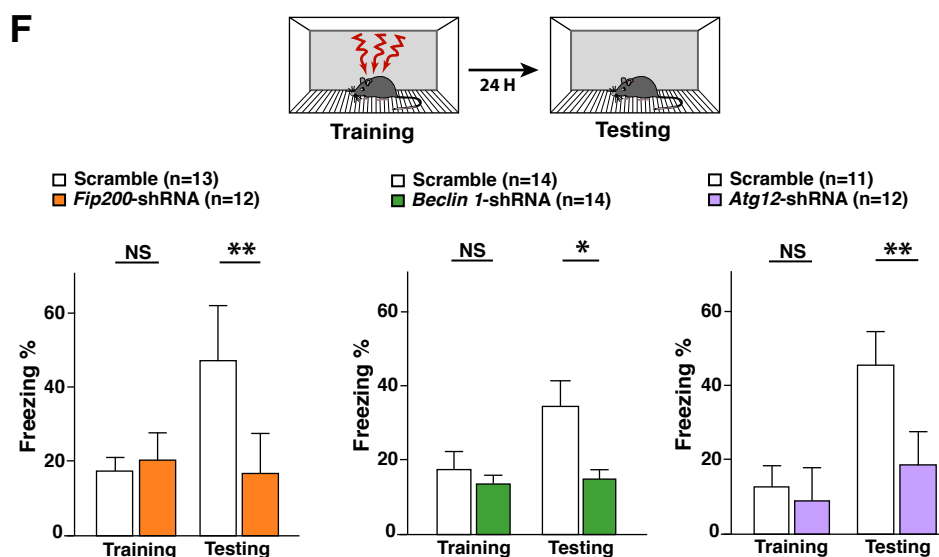 F
24 H
Training
Testing
Scramble (n=13)
Fip200-shRNA (n=12)
NS
**
Freezing %
60
40
20
0
Training
Testing
Scramble (n=14)
Beclin 1-shRNA (n=14)
NS
*
Freezing %
60
40
20
0
Training
Testing
Scramble (n=11)
Atg12-shRNA (n=12)
NS
**
Freezing %
60
40
20
0
Training
Testing